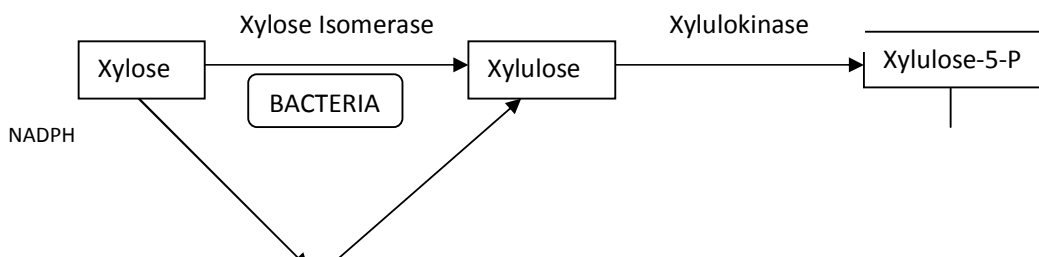 Xylose Isomerase
Xylulokinase
Xylose
Xylulose
Xylulose-5-P
BACTERIA
NADPH